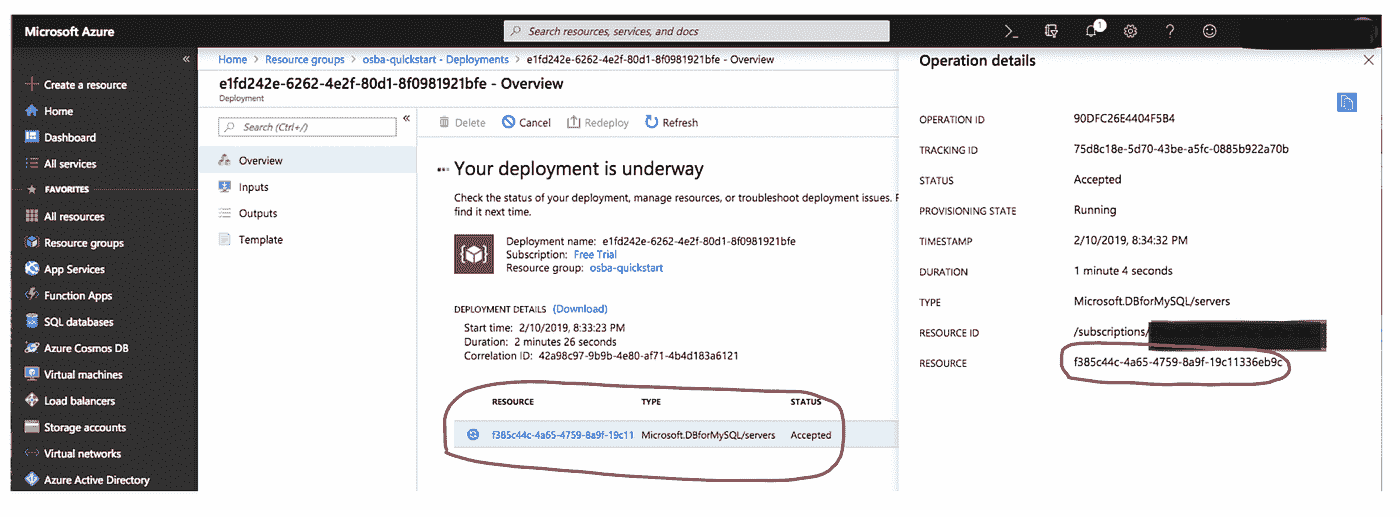 Microsoft Azure
Search resources, services, and docs
1
«
Create a resource
Home
Dashboard
All services
FAVORITES
All resources
Resource groups
App Services
Function Apps
SQL databases
Azure Cosmos DB
Virtual machines
Load balancers
Storage accounts
Virtual networks
Azure Active Directory
Home > Resource groups > osba-quickstart - Deployments > e1fd242e-6262-4e2f-80d1-8f0981921bfe - Overview
e1fd242e-6262-4e2f-80d1-8f0981921bfe - Overview
Deployment
Search (Ctrl+/)
«
Overview
Inputs
Outputs
Template
Delete Cancel Redeploy Refresh
Your deployment is underway
Check the status of your deployment, manage resources, or troubleshoot deployment issues.
find it next time.
Deployment name: e1fd242e-6262-4e2f-80d1-8f0981921bfe
Subscription: Free Trial
Resource group: osba-quickstart
DEPLOYMENT DETAILS (Download)
Start time: 2/10/2019, 8:33:23 PM
Duration: 2 minutes 26 seconds
Correlation ID: 42a98c97-9b9b-4e80-af71-4b4d183a6121
RESOURCE TYPE STATUS
f385c44c-4a65-4759-8a9f-19c11 Microsoft.DBforMySQL/servers Accepted
Operation details
OPERATION ID 90DFC26E4404F5B4
TRACKING ID 75d8c18e-5d70-43be-a5fc-0885b922a70b
STATUS Accepted
PROVISIONING STATE Running
TIMESTAMP 2/10/2019, 8:34:32 PM
DURATION 1 minute 4 seconds
TYPE Microsoft.DBforMySQL/servers
RESOURCE ID /subscriptions/
RESOURCE f385c44c-4a65-4759-8a9f-19c11336eb9c